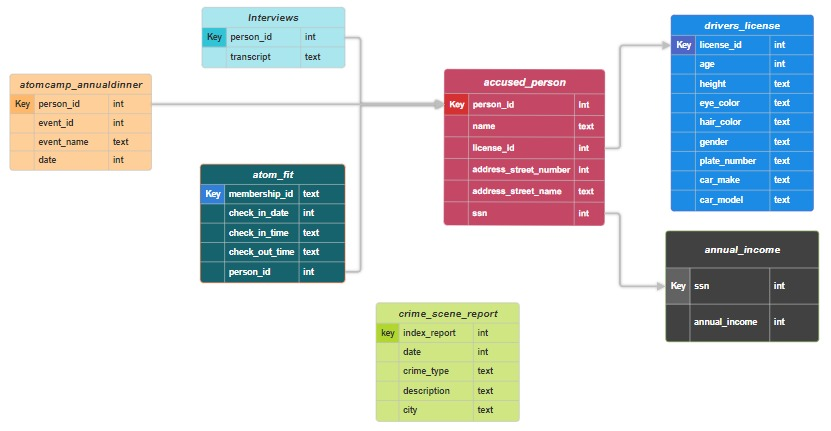 Interviews
Key person_id int
transcript text
atomcamp_annualdinner
Key person_id int
event_id int
event_name text
date int
atom_fit
Key membership_id text
check_in_date int
check_in_time text
check_out_time text
person_id int
accused_person
Key person_id int
name text
license_id int
address_street_number int
address_street_name text
ssn int
drivers_license
Key license_id int
age int
height text
eye_color text
hair_color text
gender text
plate_number text
car_make text
car_model text
annual_income
Key ssn int
annual_income int
crime_scene_report
key index_report int
date int
crime_type text
description text
city text